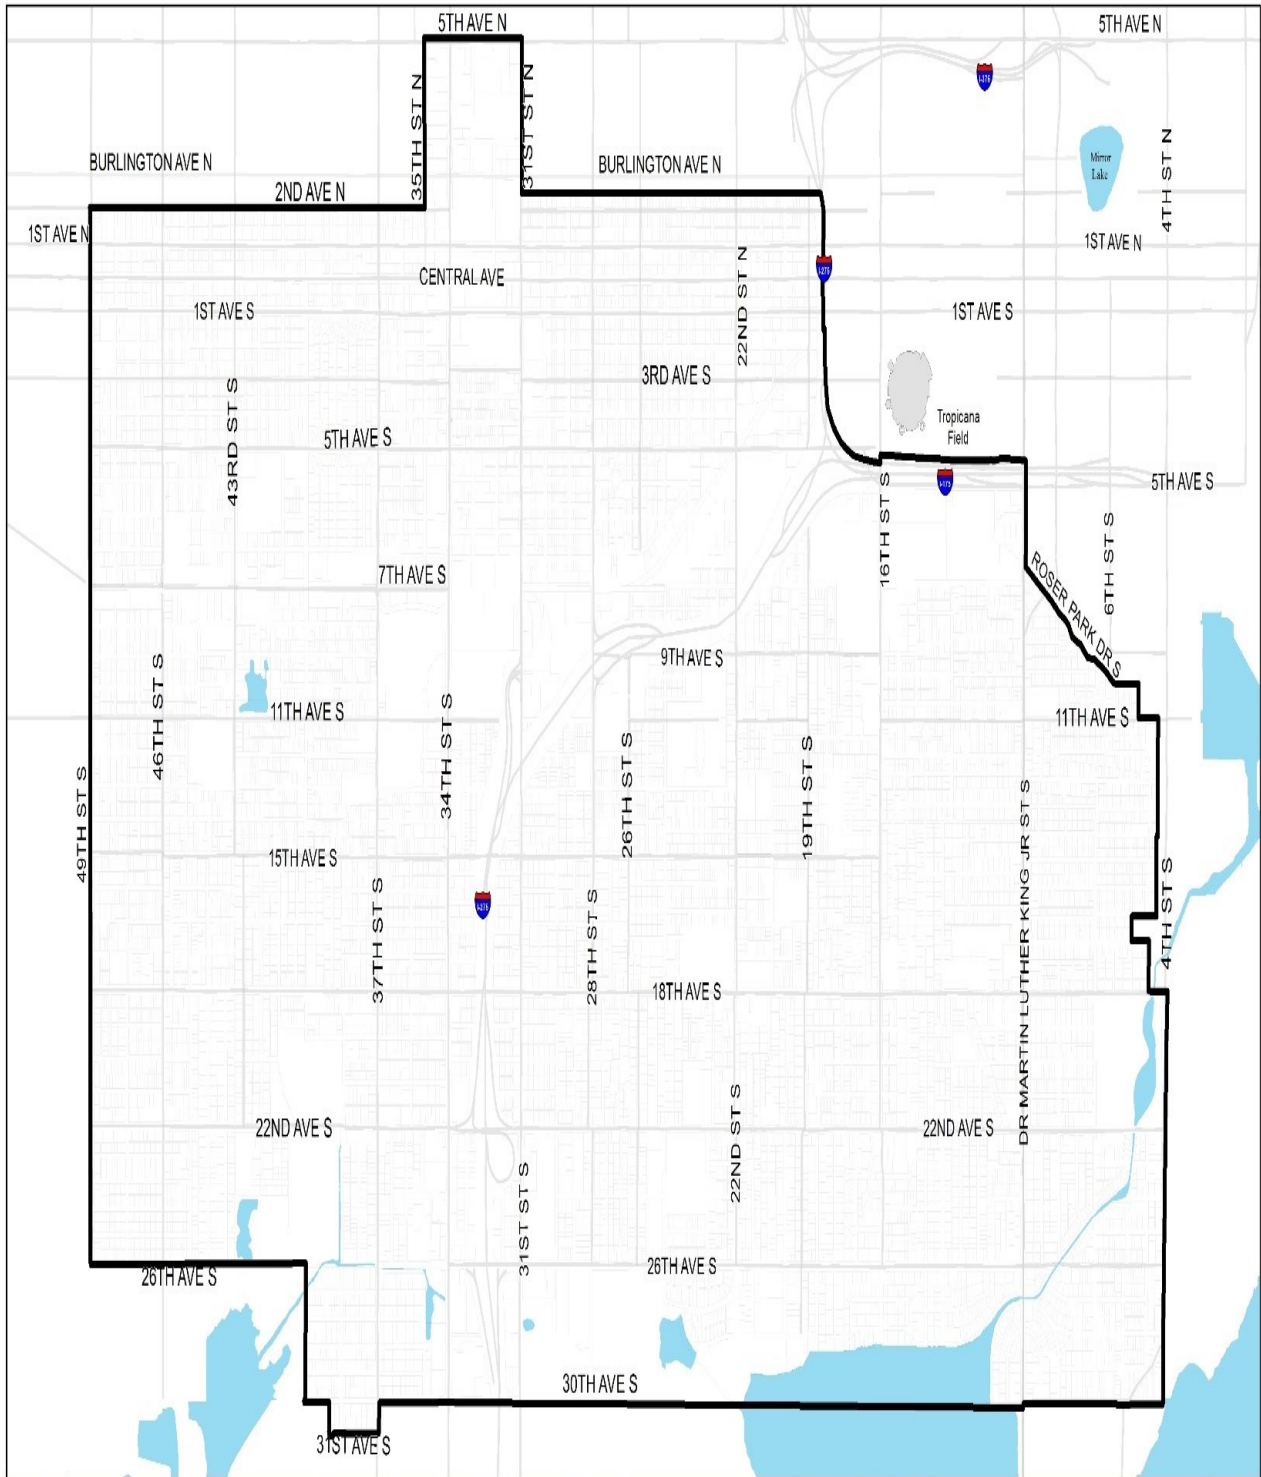 5TH AVE N
5TH AVE N
I-375
35TH ST N
31ST ST N
BURLINGTON AVE N
BURLINGTON AVE N
Mirror
Lake
4TH ST N
2ND AVE N
1ST AVE N
1ST AVE N
CENTRAL AVE
22ND ST N
I-275
1ST AVE S
1ST AVE S
3RD AVE S
43RD ST S
5TH AVE S
Tropicana
Field
I-175
5TH AVE S
16TH ST S
6TH ST S
7TH AVE S
ROSER PARK DR S
9TH AVE S
46TH ST S
11TH AVE S
11TH AVE S
34TH ST S
26TH ST S
19TH ST S
49TH ST S
15TH AVE S
DR MARTIN LUTHER KING JR ST S
4TH ST S
37TH ST S
I-275
28TH ST S
18TH AVE S
22ND AVE S
22ND ST S
22ND AVE S
31ST ST S
26TH AVE S
26TH AVE S
30TH AVE S
31ST AVE S